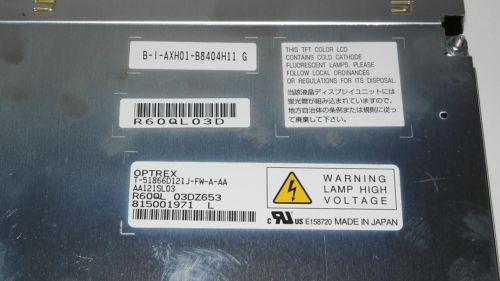 B-I-AXH01-B8404H11 G
THIS TFT COLOR LCD
CONTAINS COLD CATHODE
FLUORESCENT LAMPS, PLEASE
FOLLOW LOCAL ORDINANCES
OR REGULATIONS FOR ITS DISPOSAL.
当該液晶ディスプレイユニットには
蛍光管が組み込まれていますので、
地方自治体の条例または規則に従っ
て廃棄して下さい。
R60QL03D
OPTREX
T-51866D121J-FW-A-AA
AA121SL03
R60QL 03DZ653
815001971 L
WARNING
LAMP HIGH
VOLTAGE
c UR US E158720 MADE IN JAPAN